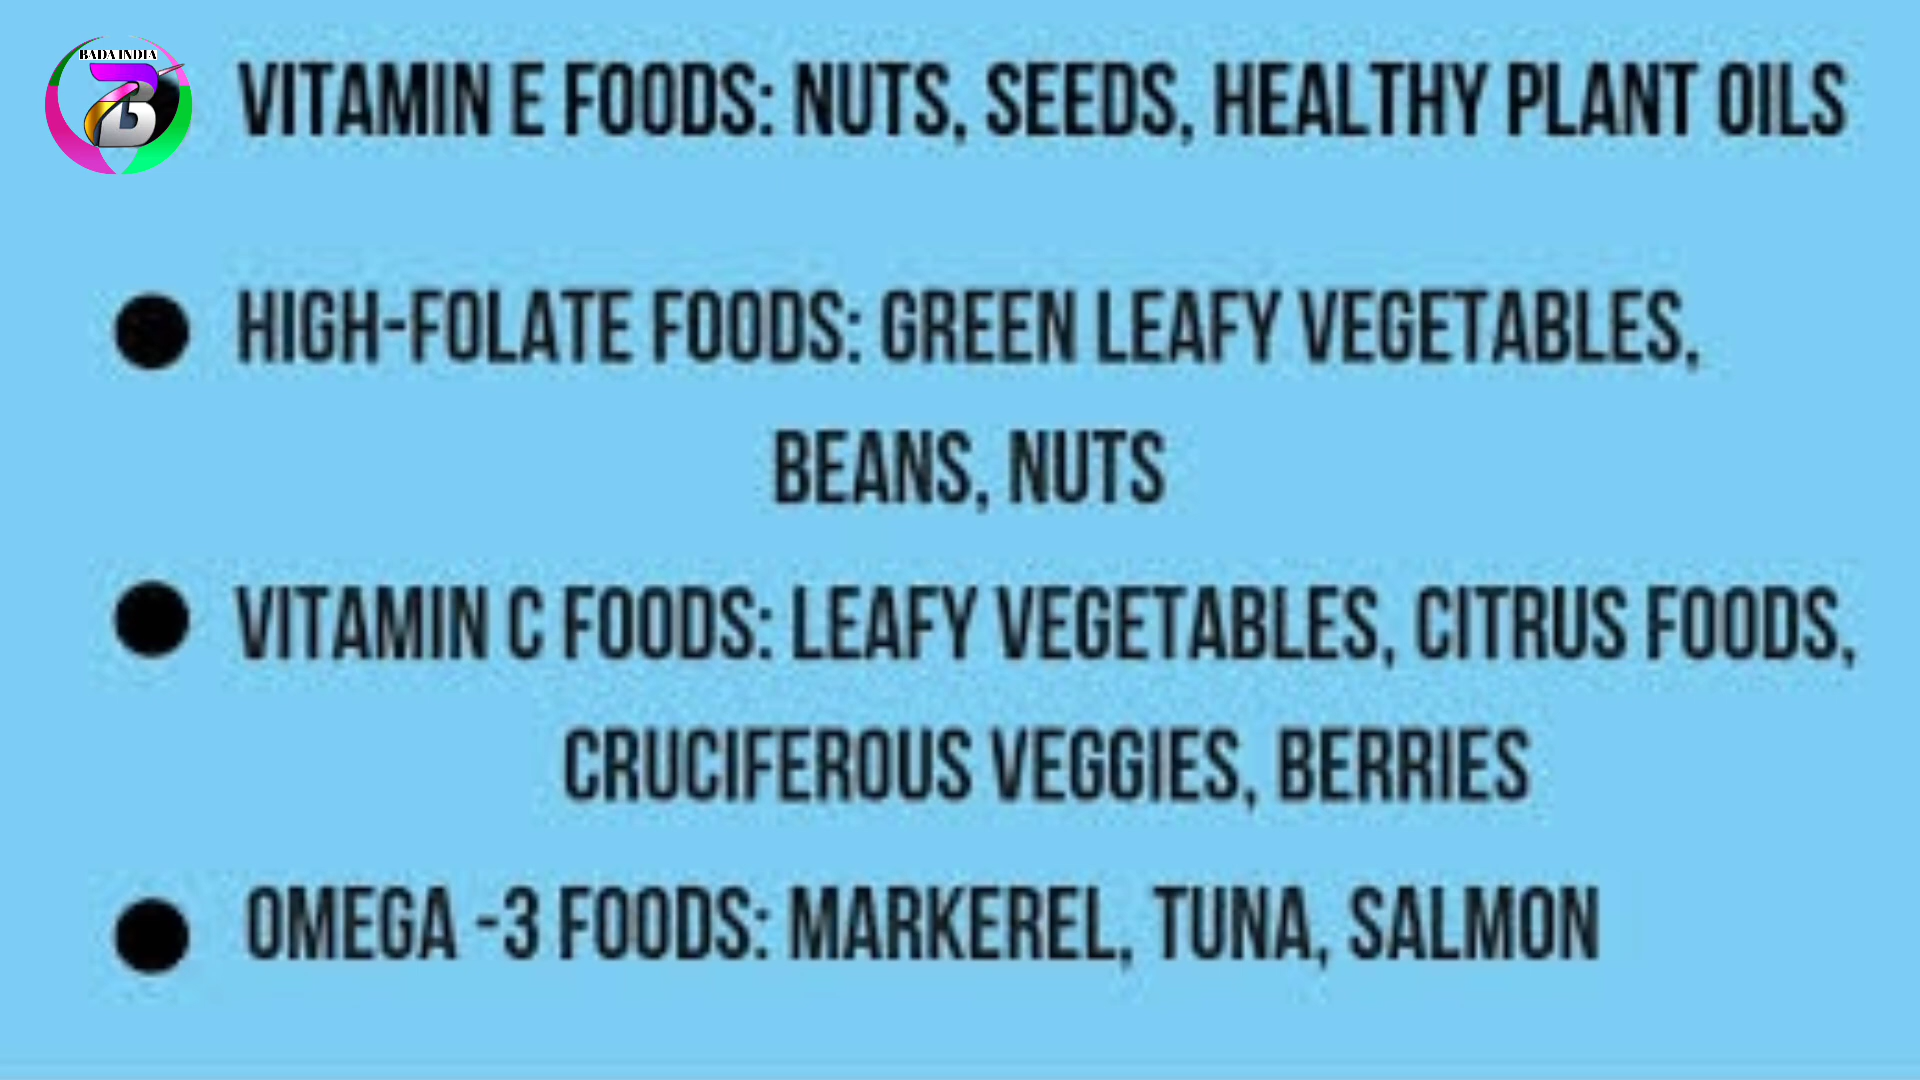 BADA INDIA
B
VITAMIN E FOODS: NUTS, SEEDS, HEALTHY PLANT OILS
HIGH-FOLATE FOODS: GREEN LEAFY VEGETABLES,
BEANS, NUTS
VITAMIN C FOODS: LEAFY VEGETABLES, CITRUS FOODS,
CRUCIFEROUS VEGGIES, BERRIES
OMEGA -3 FOODS: MARKEREL, TUNA, SALMON